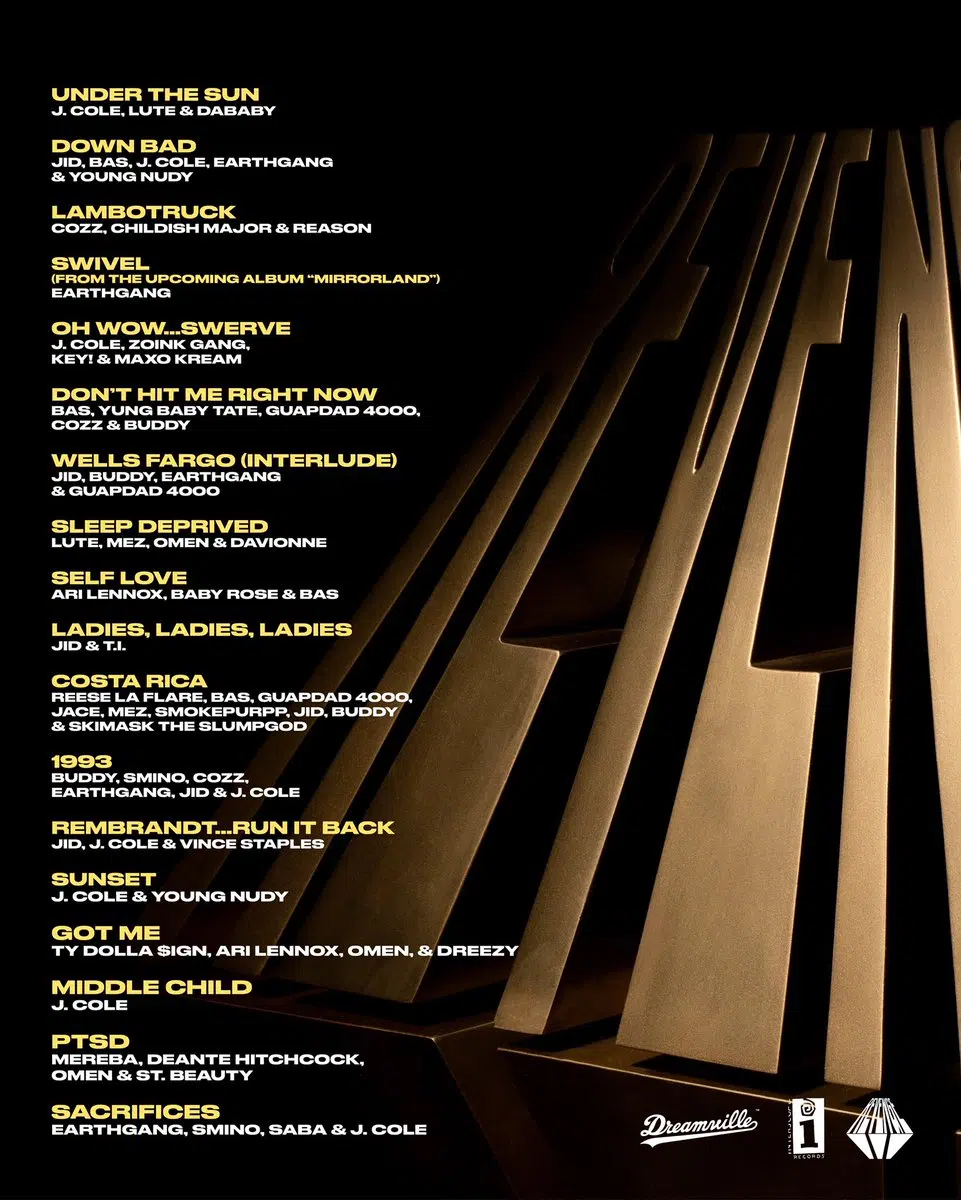 UNDER THE SUN
J. COLE, LUTE & DABABY
DOWN BAD
JID, BAS, J. COLE, EARTHGANG
& YOUNG NUDY
LAMBOTRUCK
COZZ, CHILDISH MAJOR & REASON
SWIVEL
(FROM THE UPCOMING ALBUM “MIRRORLAND”)
EARTHGANG
OH WOW...SWERVE
J. COLE, ZOINK GANG,
KEY! & MAXO KREAM
DON’T HIT ME RIGHT NOW
BAS, YUNG BABY TATE, GUAPDAD 4000,
COZZ & BUDDY
WELLS FARGO (INTERLUDE)
JID, BUDDY, EARTHGANG
& GUAPDAD 4000
SLEEP DEPRIVED
LUTE, MEZ, OMEN & DAVIONNE
SELF LOVE
ARI LENNOX, BABY ROSE & BAS
LADIES, LADIES, LADIES
JID & T.I.
COSTA RICA
REESE LA FLARE, BAS, GUAPDAD 4000,
JACE, MEZ, SMOKEPURPP, JID, BUDDY
& SKIMASK THE SLUMPGOD
1993
BUDDY, SMINO, COZZ,
EARTHGANG, JID & J. COLE
REMBRANDT...RUN IT BACK
JID, J. COLE & VINCE STAPLES
SUNSET
J. COLE & YOUNG NUDY
GOT ME
TY DOLLA $IGN, ARI LENNOX, OMEN, & DREEZY
MIDDLE CHILD
J. COLE
PTSD
MEREBA, DEANTE HITCHCOCK,
OMEN & ST. BEAUTY
SACRIFICES
EARTHGANG, SMINO, SABA & J. COLE
Dreamville™
INTERSCOPE
i
RECORDS